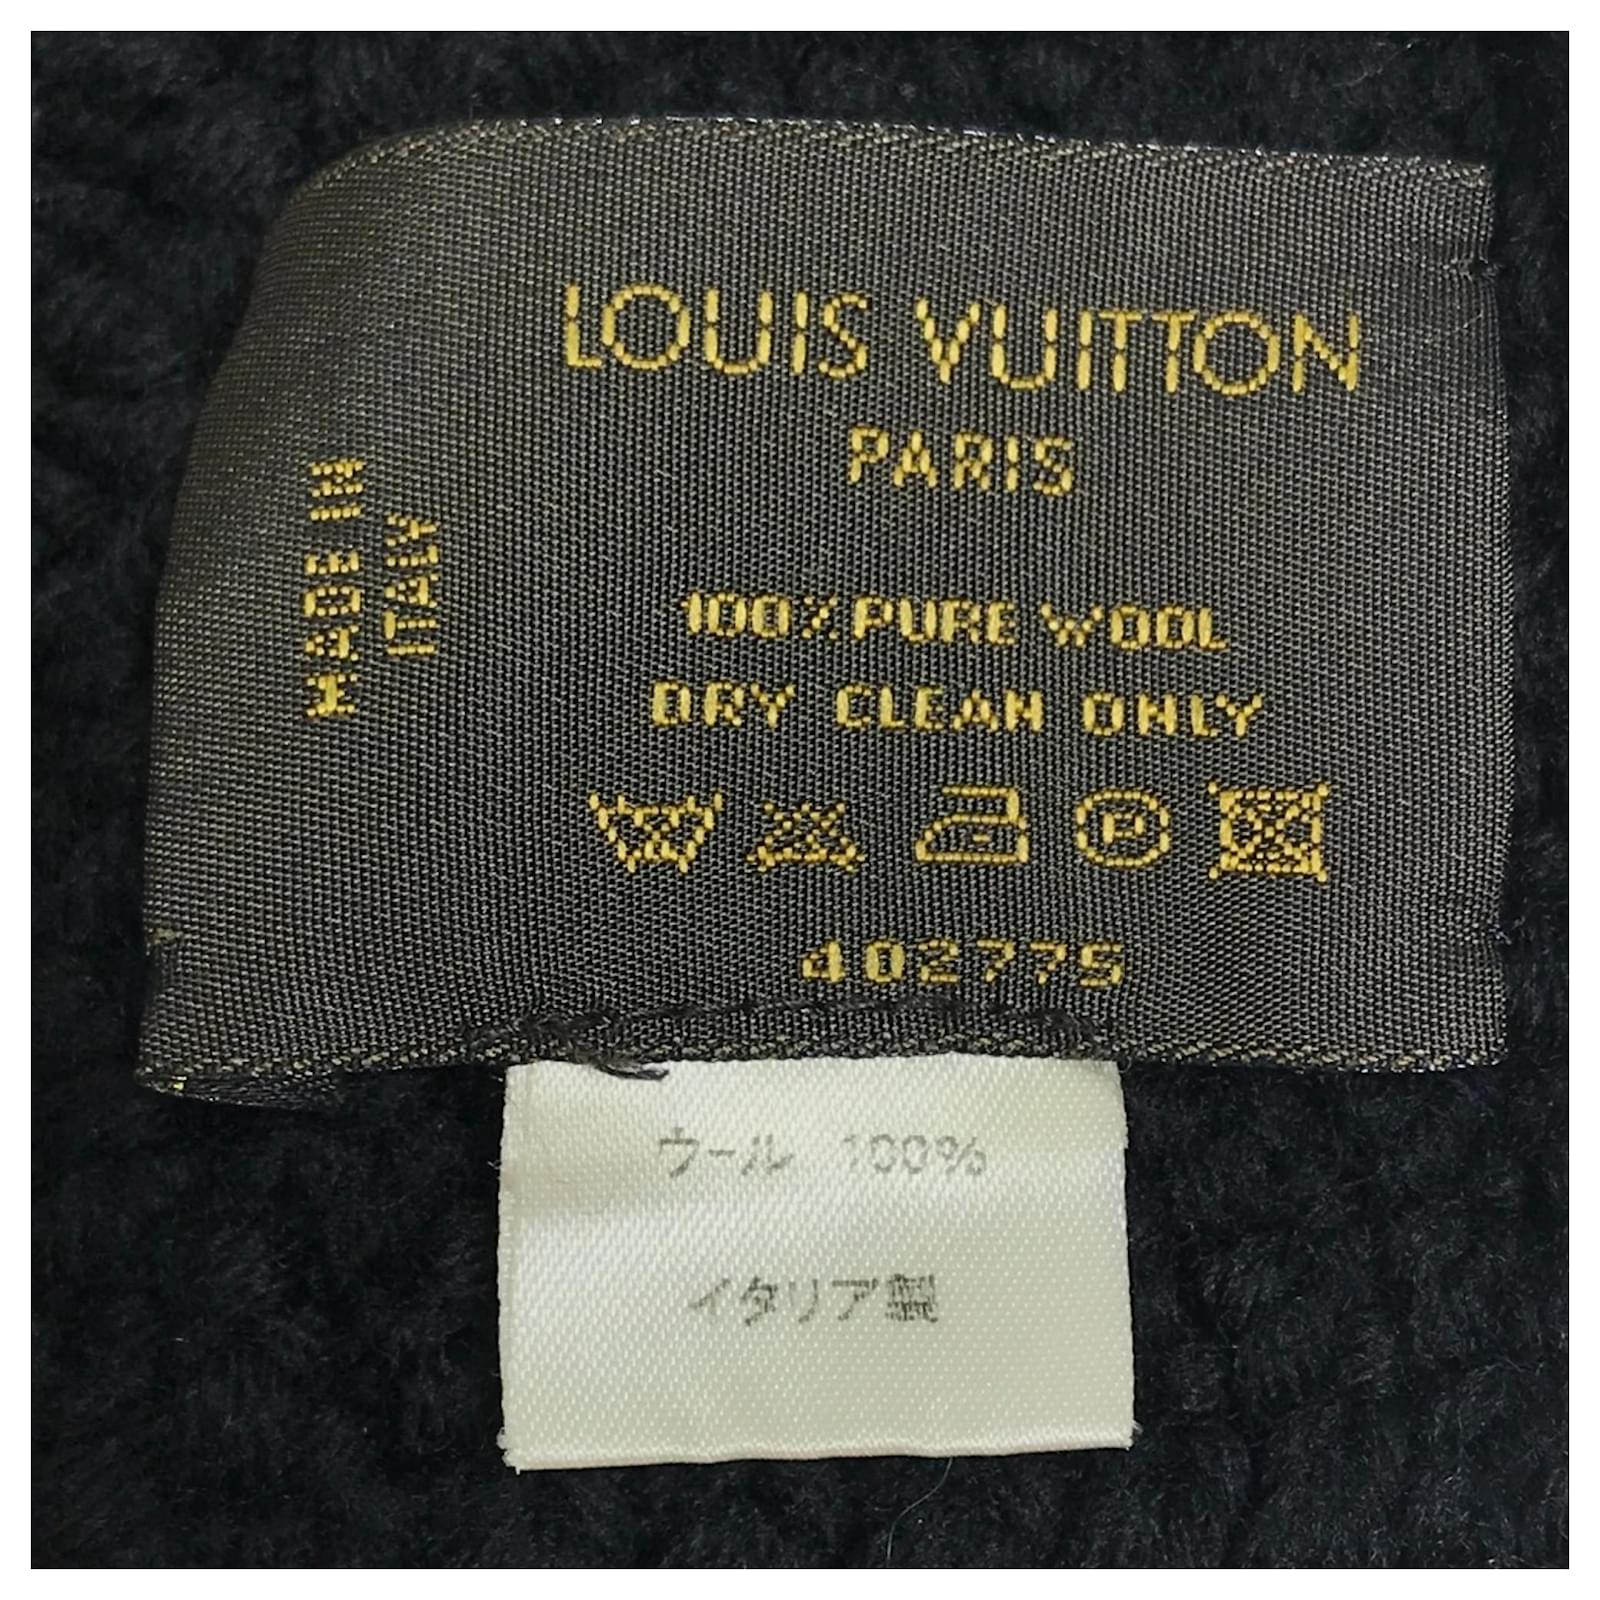 LOUIS VUITTON
PARIS
MADE IN
ITALY
100% PURE WOOL
DRY CLEAN ONLY
P
402775
ウール 100%
イタリア製